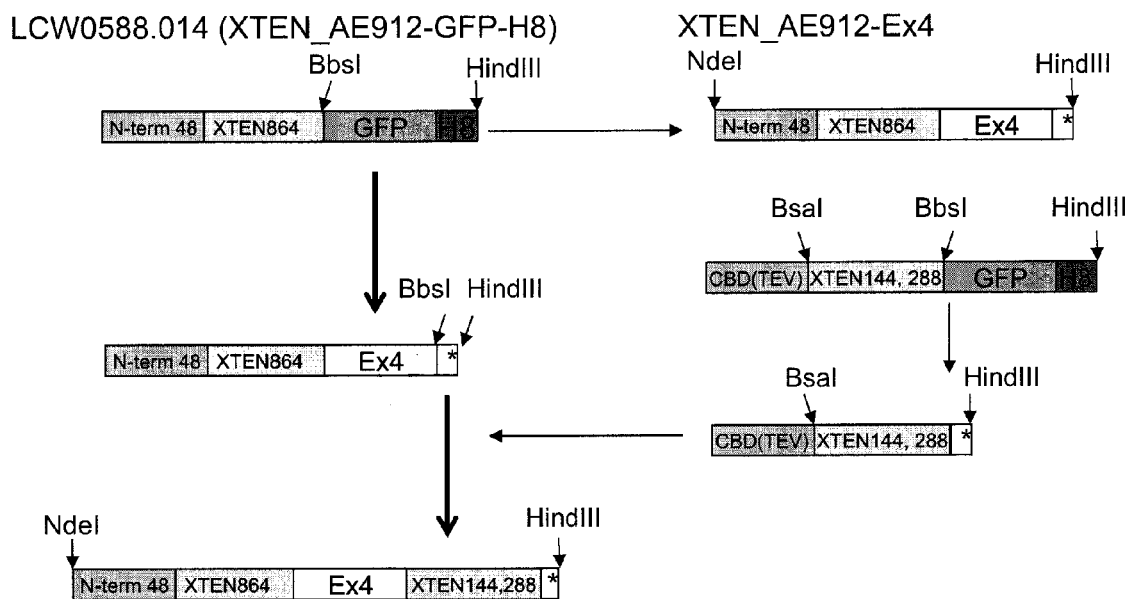 LCW0588.014 (XTEN_AE912-GFP-H8)
XTEN_AE912-Ex4
BbsI
HindIII
NdeI
HindIII
N-term 48 XTEN864 GFP H8
N-term 48 XTEN864 Ex4 *
BsaI
BbsI
HindIII
CBD(TEV) XTEN144, 288 GFP H8
BbsI
HindIII
N-term 48 XTEN864 Ex4 *
BsaI
HindIII
CBD(TEV) XTEN144, 288 *
NdeI
HindIII
N-term 48 XTEN864 Ex4 XTEN144,288 *